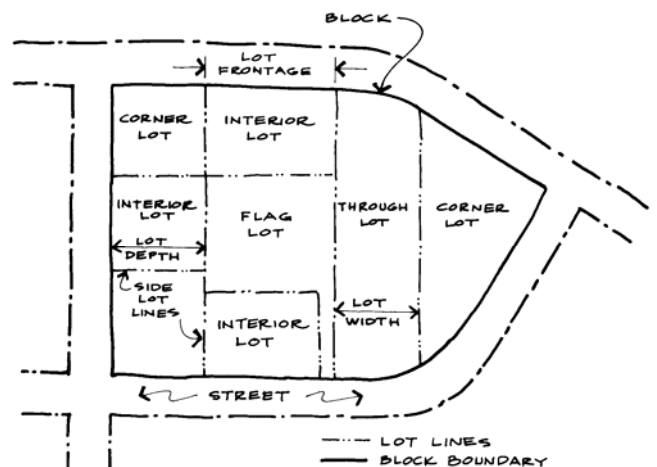 BLOCK
LOT
FRONTAGE
CORNER
LOT
INTERIOR
LOT
INTERIOR
LOT
FLAG
LOT
THROUGH
LOT
CORNER
LOT
LOT
DEPTH
SIDE
LOT
LINES
LOT
WIDTH
INTERIOR
LOT
STREET
LOT LINES
BLOCK BOUNDARY